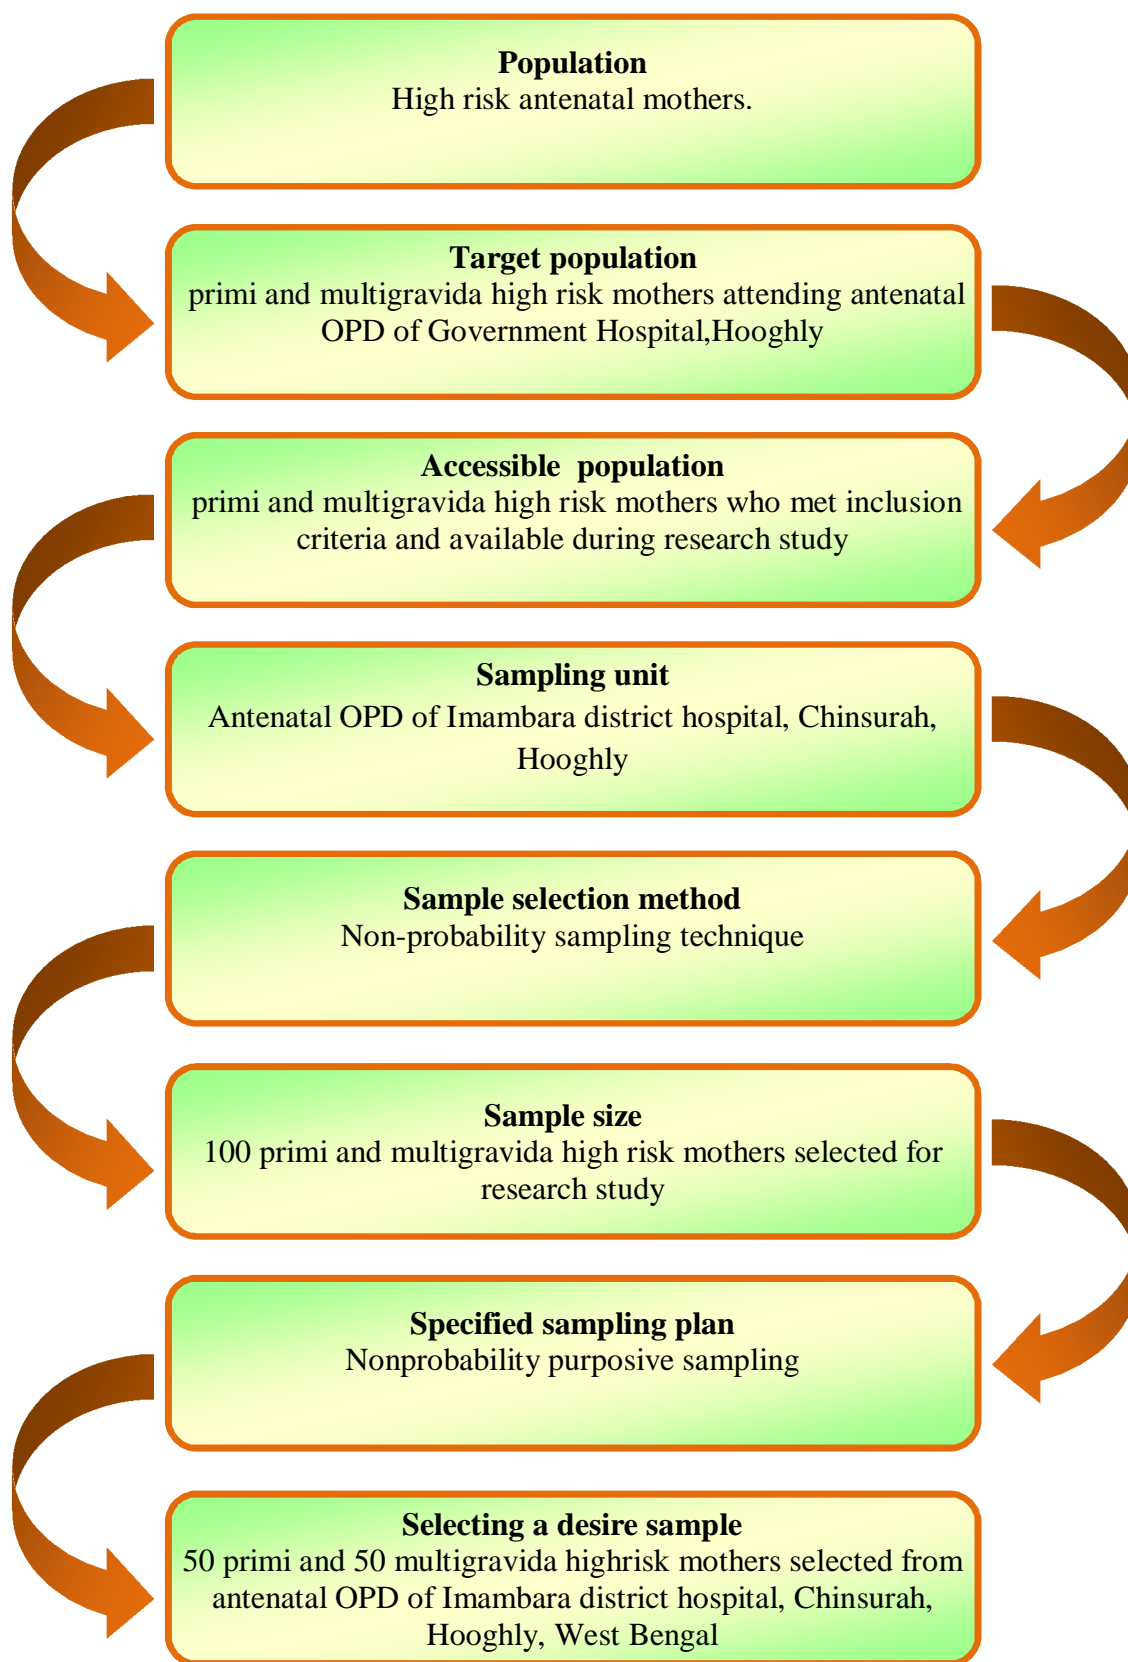 Population
High risk antenatal mothers.
Target population
primi and multigravida high risk mothers attending antenatal
OPD of Government Hospital,Hooghly
Accessible population
primi and multigravida high risk mothers who met inclusion
criteria and available during research study
Sampling unit
Antenatal OPD of Imambara district hospital, Chinsurah,
Hooghly
Sample selection method
Non-probability sampling technique
Sample size
100 primi and multigravida high risk mothers selected for
research study
Specified sampling plan
Nonprobability purposive sampling
Selecting a desire sample
50 primi and 50 multigravida highrisk mothers selected from
antenatal OPD of Imambara district hospital, Chinsurah,
Hooghly, West Bengal